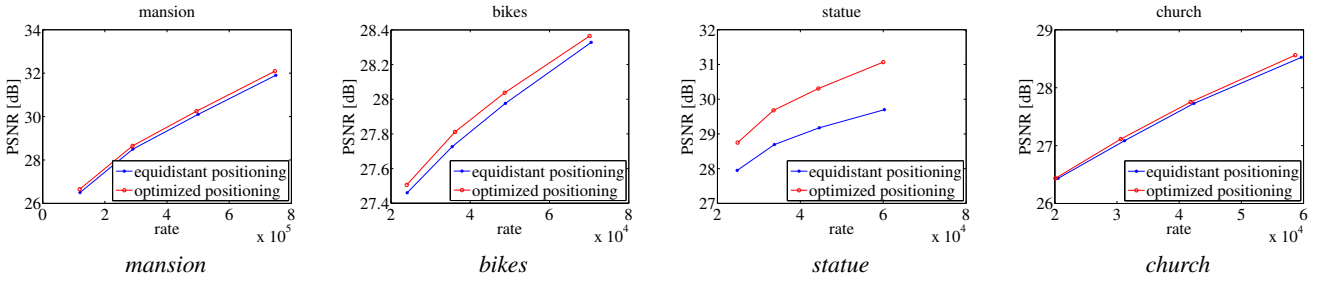 mansion
34
32
30
28
26
PSNR [dB]
0 2 4 6 8
rate
x 10^5
equidistant positioning
optimized positioning
mansion
bikes
28.4
28.2
28
27.8
27.6
27.4
PSNR [dB]
2 4 6 8
rate
x 10^4
equidistant positioning
optimized positioning
bikes
statue
32
31
30
29
28
27
PSNR [dB]
2 4 6 8
rate
x 10^4
equidistant positioning
optimized positioning
statue
church
29
28
27
26
PSNR [dB]
20 3 4 5 60
rate
x 10^4
equidistant positioning
optimized positioning
church